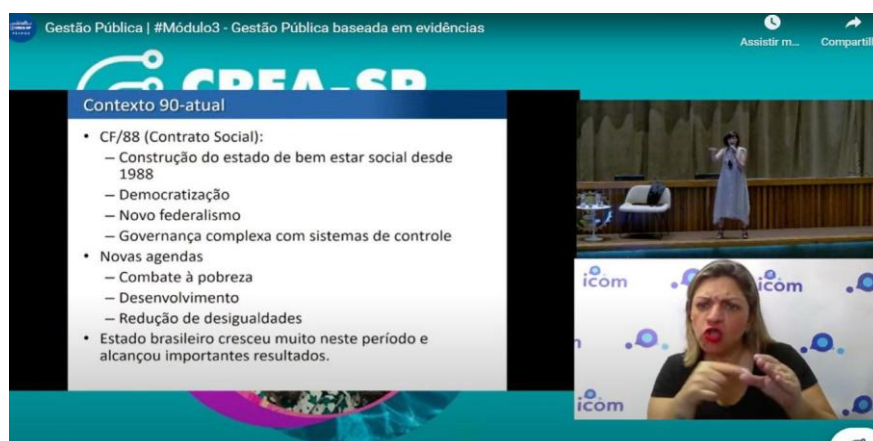 Gestão Pública | #Módulo3 - Gestão Pública baseada em evidências
Assistir m...
Compartill
CREA-SP
Contexto 90-atual
• CF/88 (Contrato Social):
– Construção do estado de bem estar social desde
1988
– Democratização
– Novo federalismo
– Governança complexa com sistemas de controle
• Novas agendas
– Combate à pobreza
– Desenvolvimento
– Redução de desigualdades
• Estado brasileiro cresceu muito neste período e
alcançou importantes resultados.
icom
icom
icom